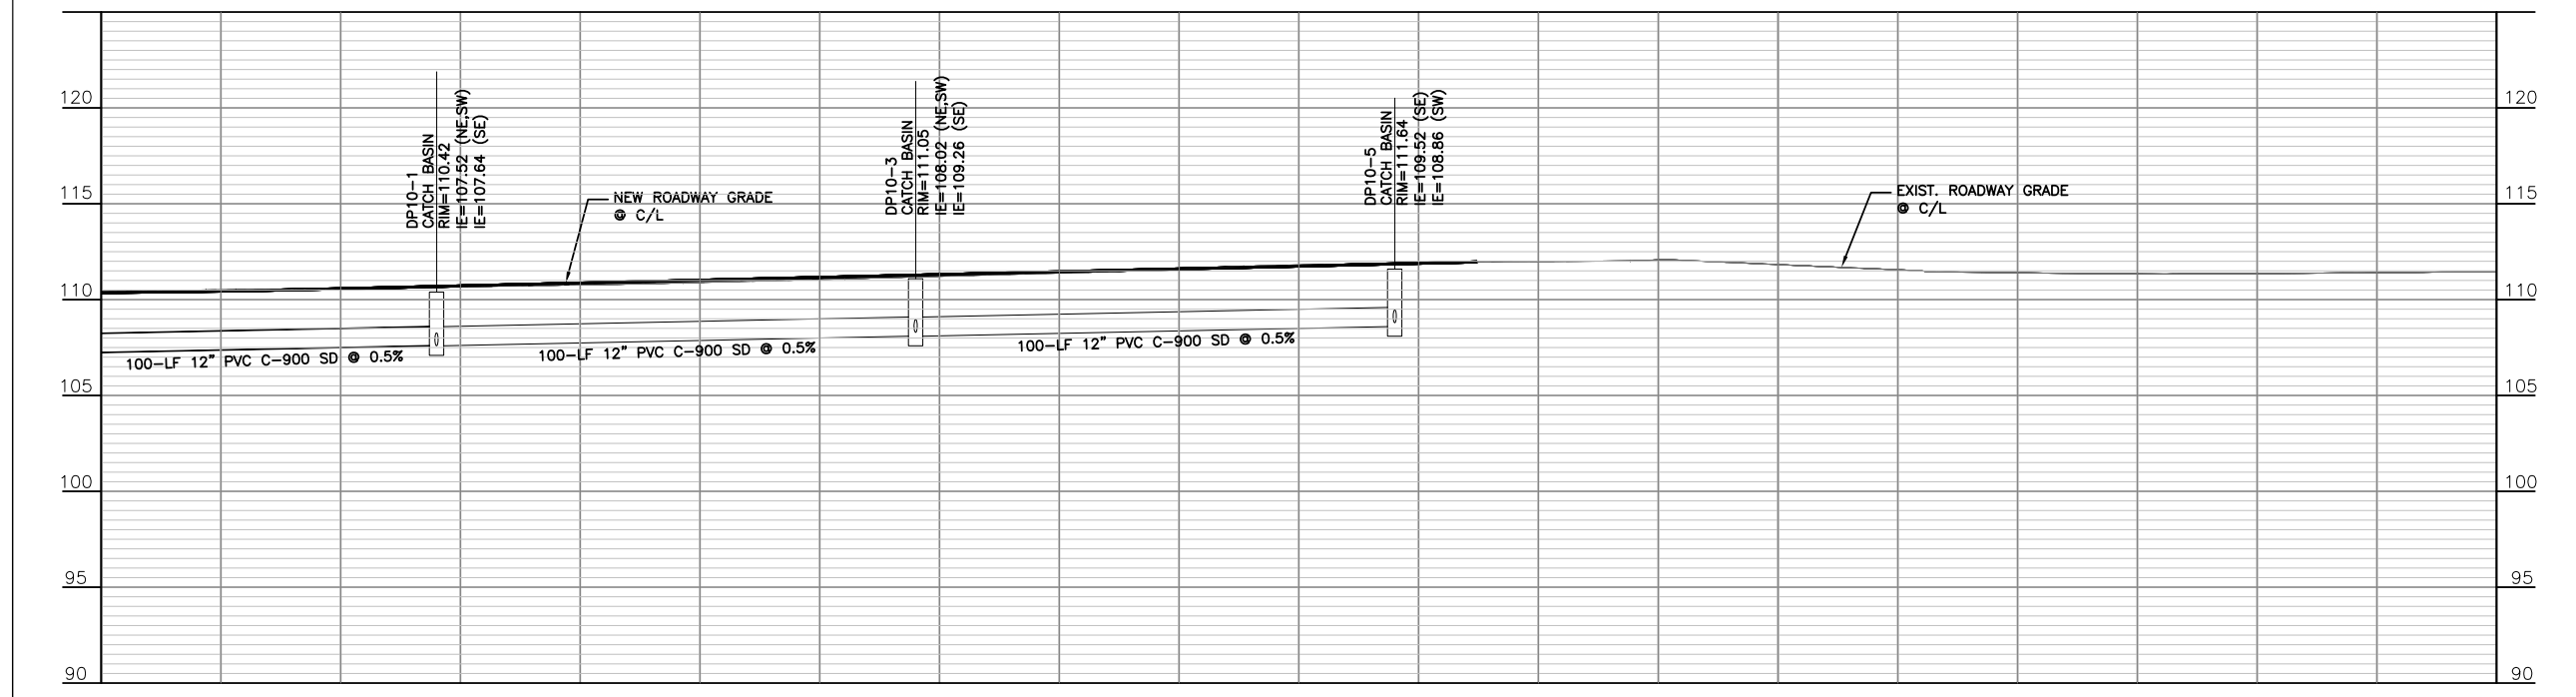 120
115
110
105
100
95
90
DP10-1
CATCH BASIN
RIM=110.42
IE=107.52 (NE,SW)
IE=107.64 (SE)
NEW ROADWAY GRADE
@ C/L
DP10-3
CATCH BASIN
RIM=111.05
IE=108.02 (NE,SW)
IE=109.26 (SE)
DP10-5
CATCH BASIN
RIM=111.64
IE=109.52 (SE)
IE=108.86 (SW)
EXIST. ROADWAY GRADE
@ C/L
100-LF 12" PVC C-900 SD @ 0.5%
100-LF 12" PVC C-900 SD @ 0.5%
100-LF 12" PVC C-900 SD @ 0.5%
120
115
110
105
100
95
90